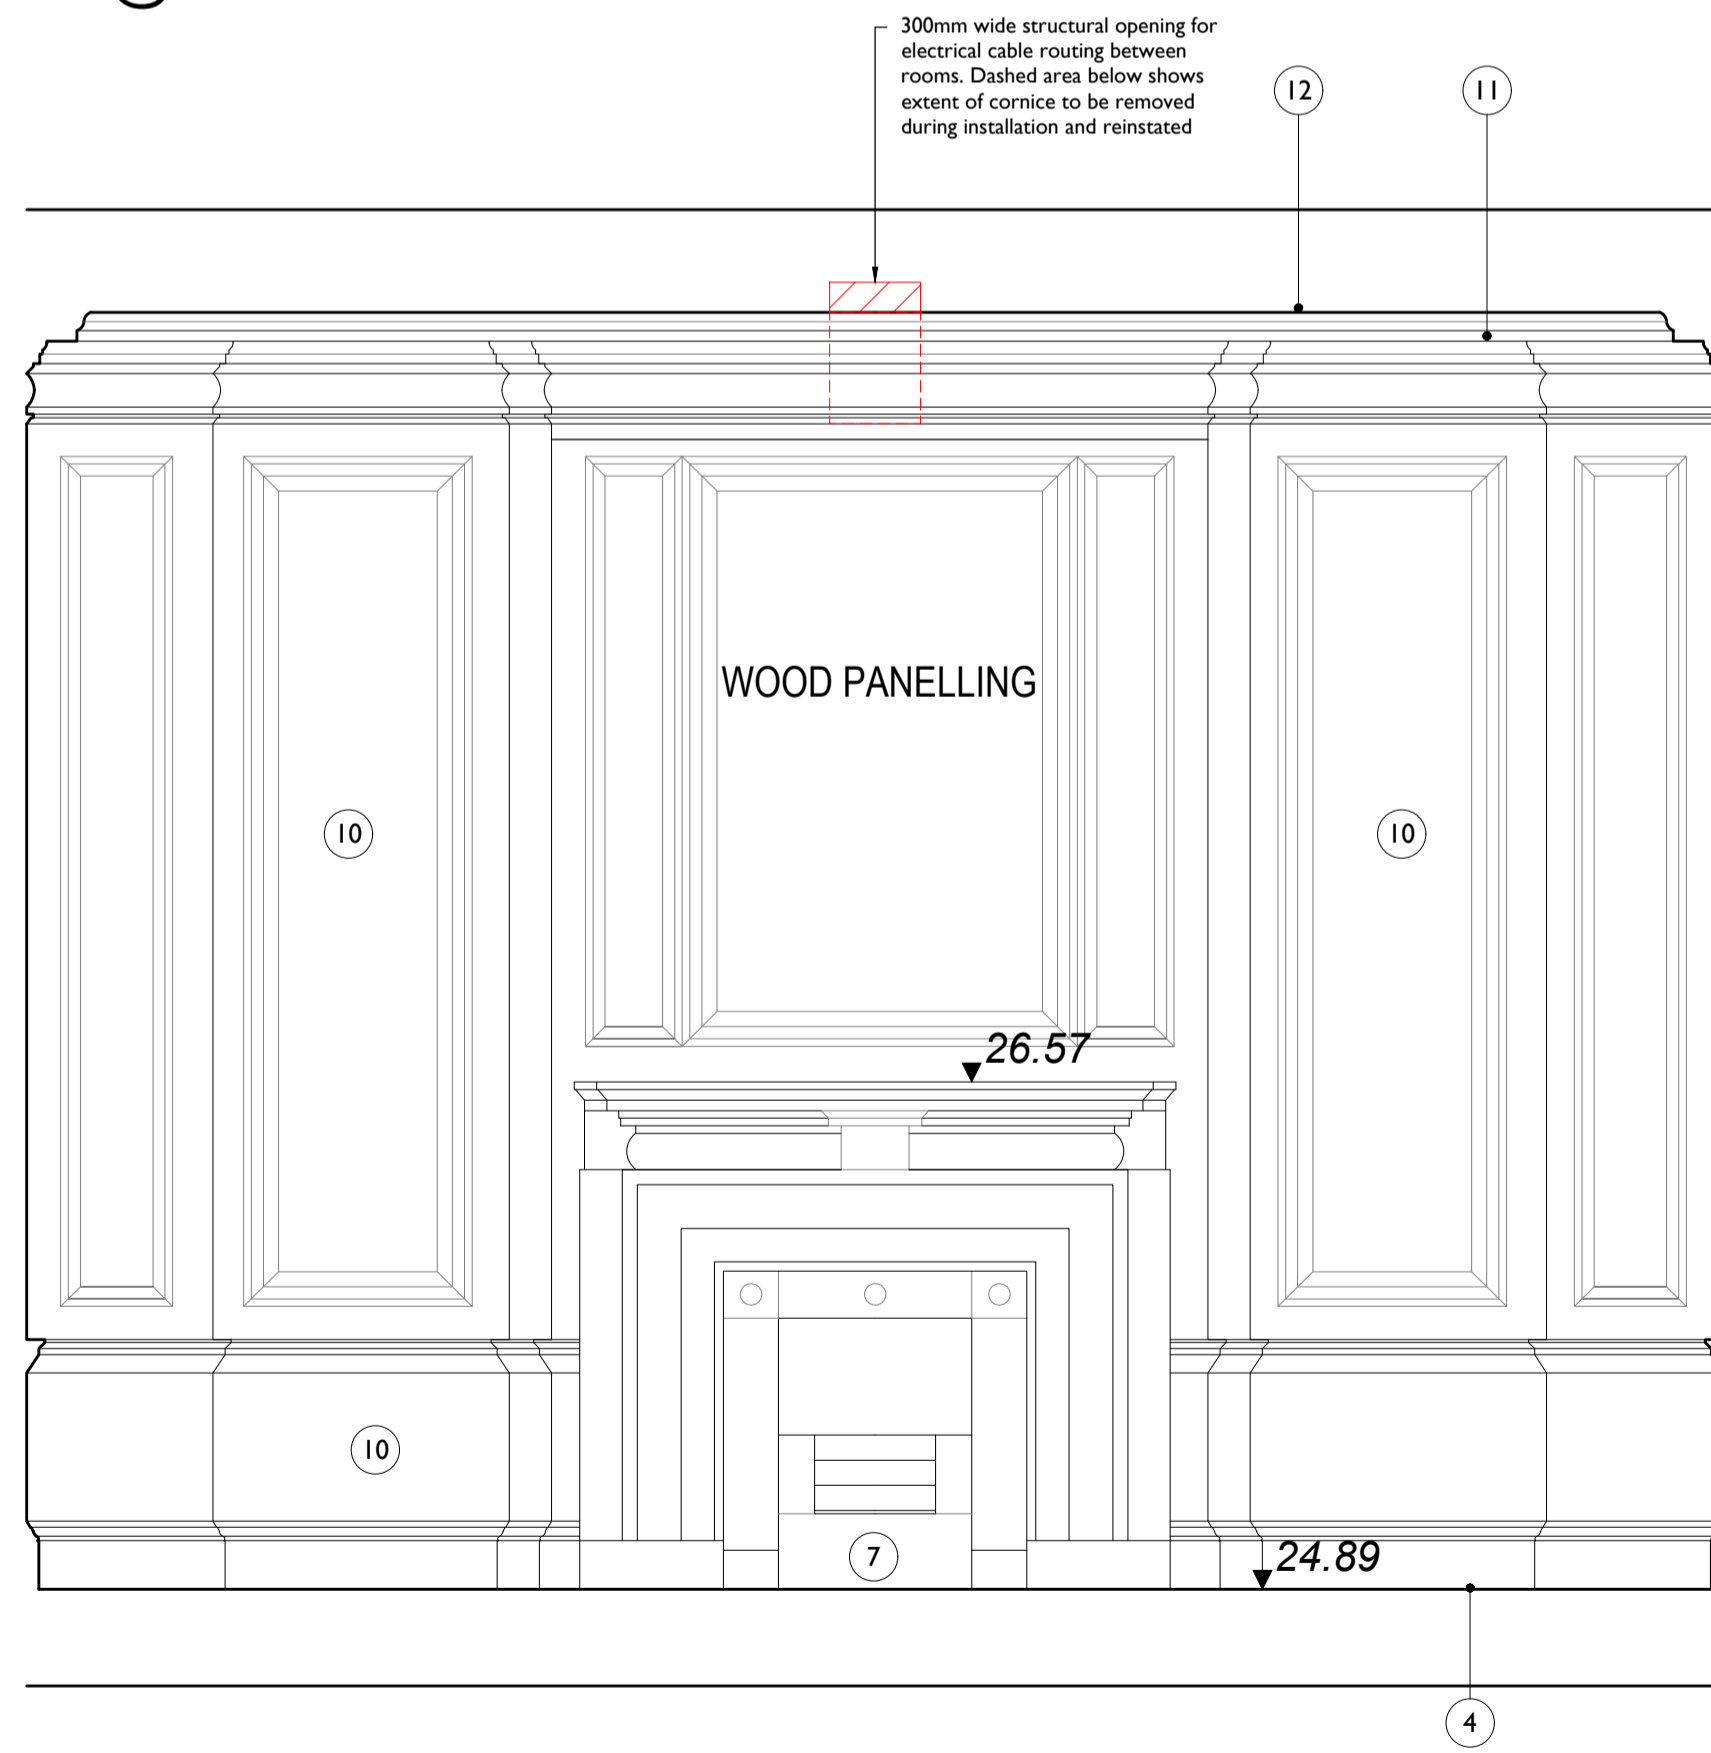 300mm wide structural opening for
electrical cable routing between
rooms. Dashed area below shows
extent of cornice to be removed
during installation and reinstated
12
11
WOOD PANELLING
10
10
26.57
10
7
24.89
4